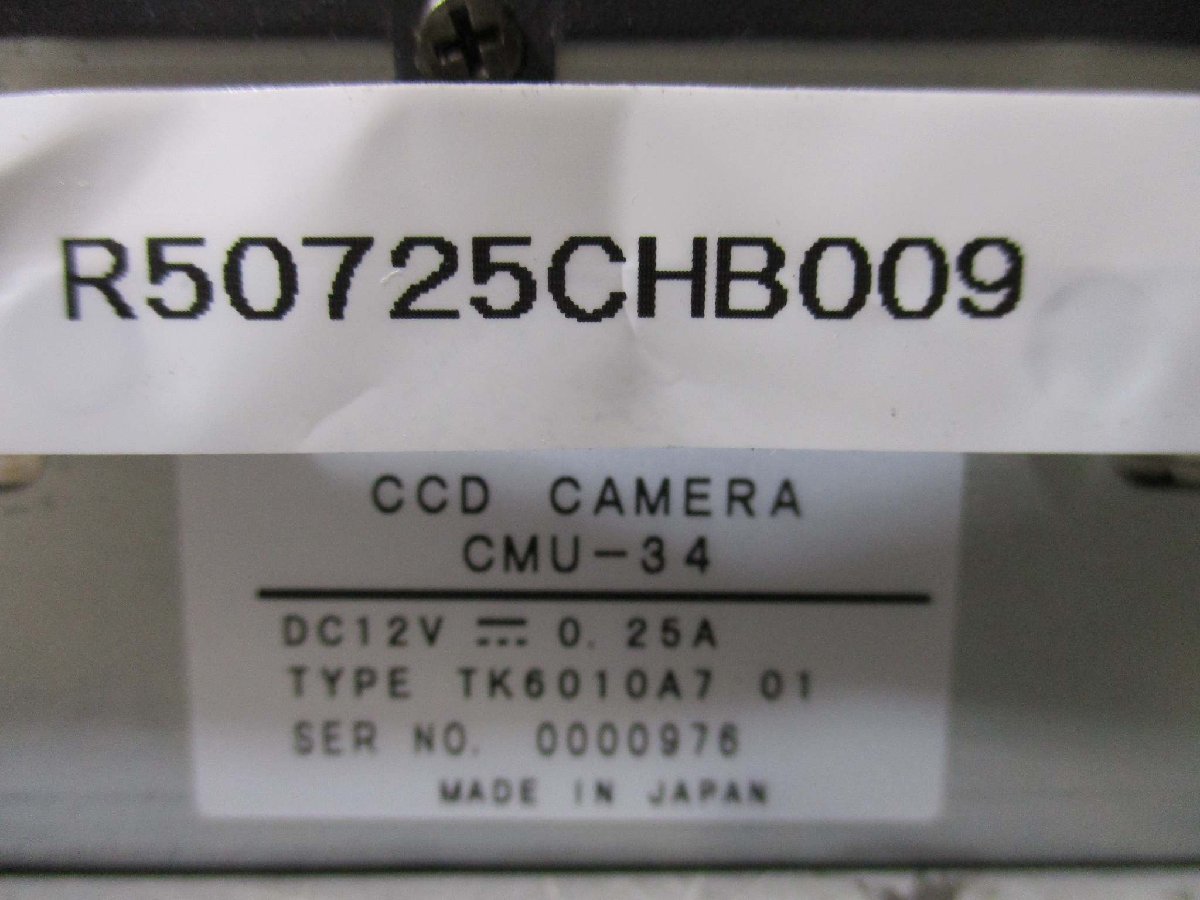 R50725CHB009
CCD CAMERA
CMU-34
DC12V ⎓ 0.25A
TYPE TK6010A7 01
SER NO. 0000976
MADE IN JAPAN